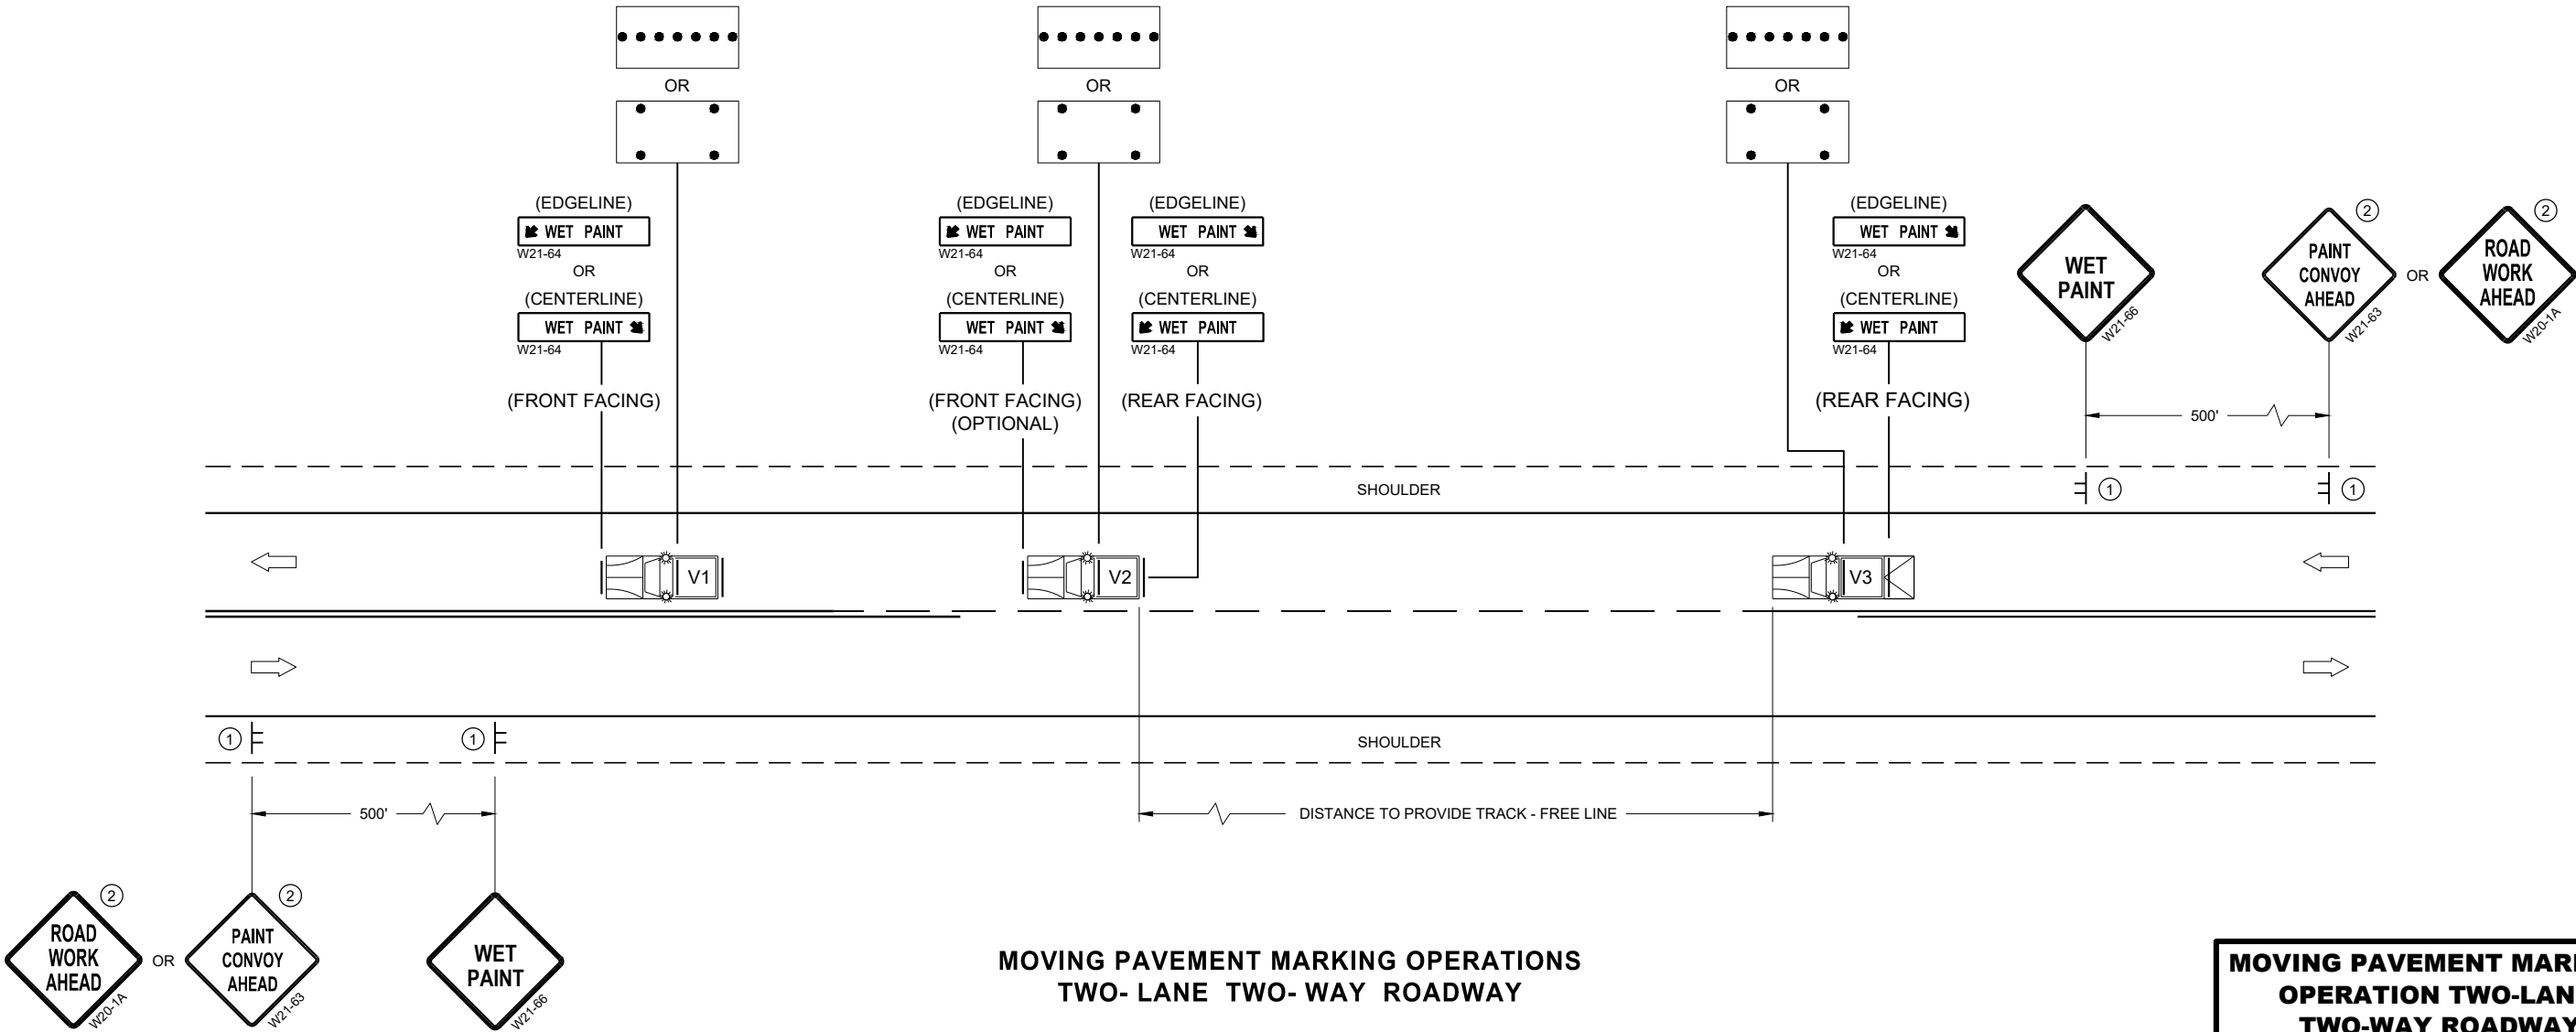 OR
OR
OR
(EDGELINE)
WET PAINT
W21-64
OR
(CENTERLINE)
WET PAINT
W21-64
(FRONT FACING)
(EDGELINE)
WET PAINT
W21-64
OR
(CENTERLINE)
WET PAINT
W21-64
(FRONT FACING)
(OPTIONAL)
(EDGELINE)
WET PAINT
W21-64
OR
(CENTERLINE)
WET PAINT
W21-64
(REAR FACING)
(EDGELINE)
WET PAINT
W21-64
OR
(CENTERLINE)
WET PAINT
W21-64
(REAR FACING)
WET
PAINT
W21-66
2
PAINT
CONVOY
AHEAD
W21-63
OR
2
ROAD
WORK
AHEAD
W20-1A
500'
SHOULDER
1
1
V1
V2
V3
1
1
SHOULDER
500'
DISTANCE TO PROVIDE TRACK - FREE LINE
2
ROAD
WORK
AHEAD
W20-1A
OR
2
PAINT
CONVOY
AHEAD
W21-63
WET
PAINT
W21-66
MOVING PAVEMENT MARKING OPERATIONS
TWO- LANE TWO- WAY ROADWAY
MOVING PAVEMENT
OPERATION
TWO-WAY ROADWAY